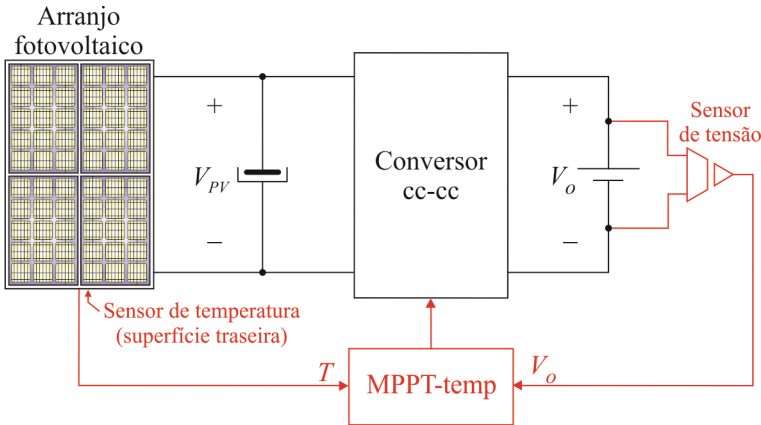 Arranjo
fotovoltaico
+
V_PV
−
Conversor
cc-cc
+
V_o
−
Sensor
de tensão
Sensor de temperatura
(superfície traseira)
T
MPPT-temp
V_o